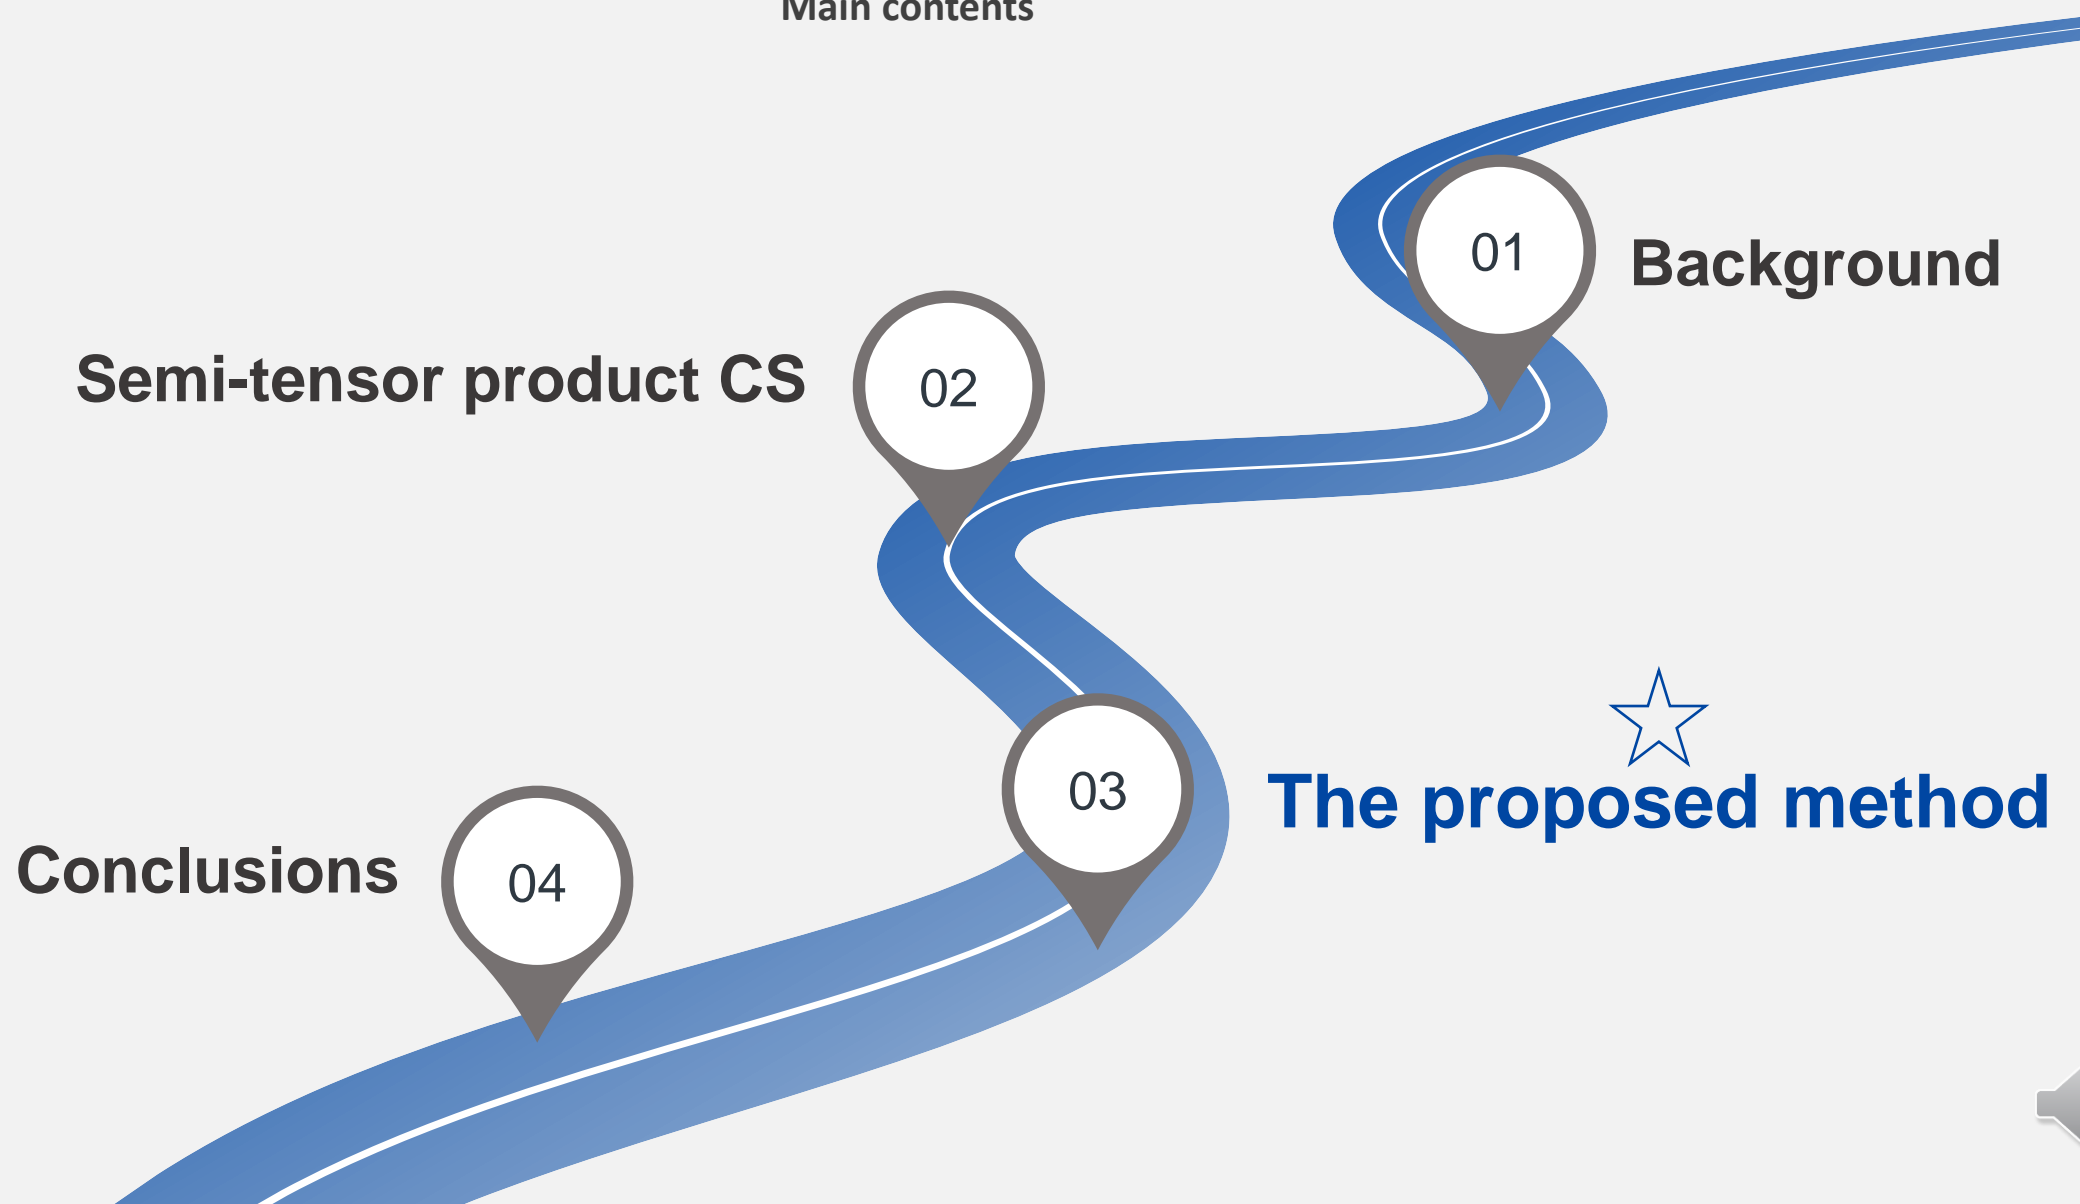 Main contents
01
Background
Semi-tensor product CS
02
03
The proposed method
Conclusions
04